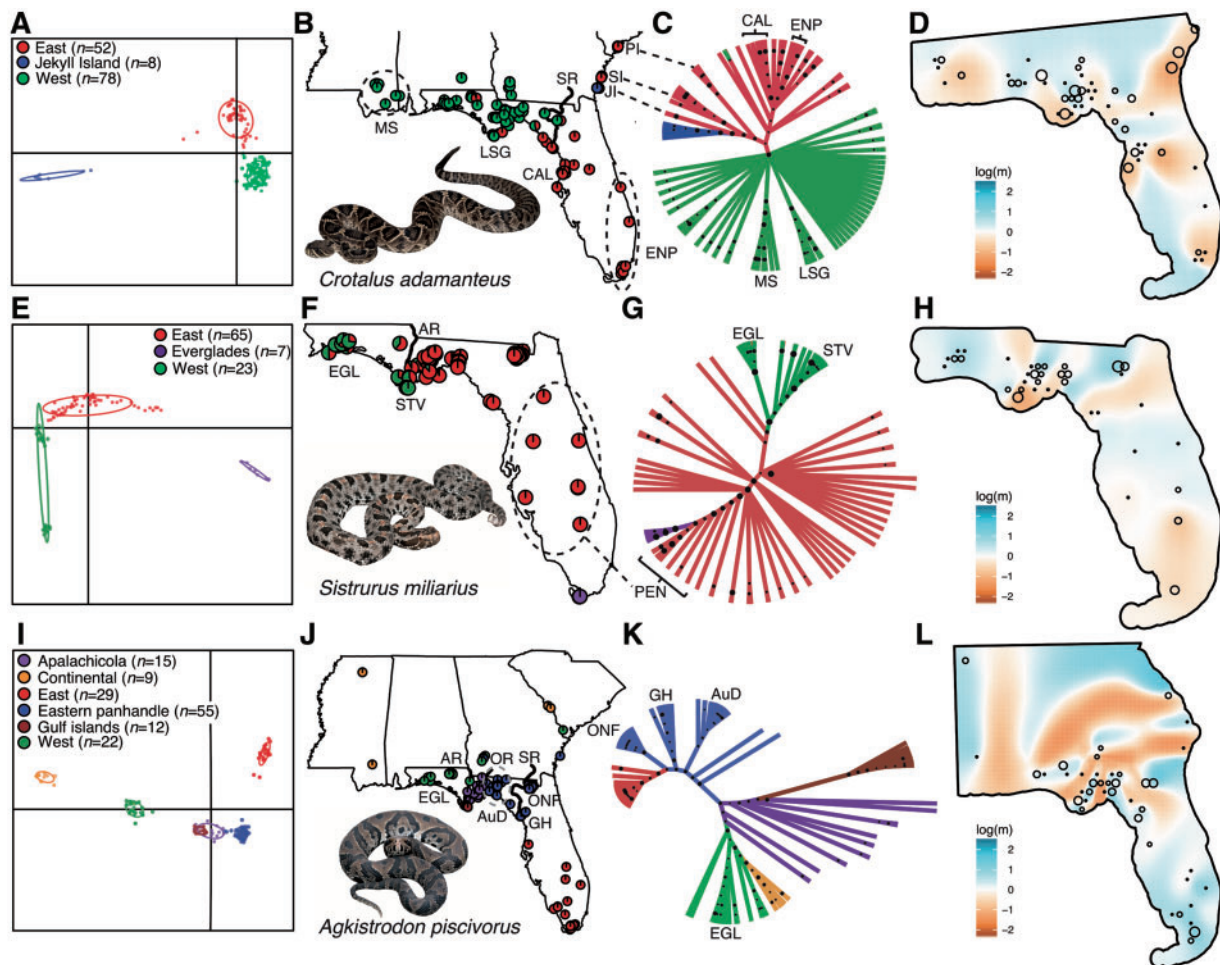 A
East (n=52)
Jekyll Island (n=8)
West (n=78)
B
PI
SI
JI
SR
MS
LSG
CAL
ENP
Crotalus adamanteus
C
CAL
ENP
MS
LSG
D
log(m)
2
1
0
-1
-2
E
East (n=65)
Everglades (n=7)
West (n=23)
F
AR
EGL
STV
Sistrurus miliarius
PEN
G
EGL
STV
H
log(m)
2
1
0
-1
-2
I
Apalachicola (n=15)
Continental (n=9)
East (n=29)
Eastern panhandle (n=55)
Gulf islands (n=12)
West (n=22)
J
ONF
AR
OR
SR
EGL
ONF
AuD
GH
Agkistrodon piscivorus
K
GH
AuD
EGL
L
log(m)
2
1
0
-1
-2